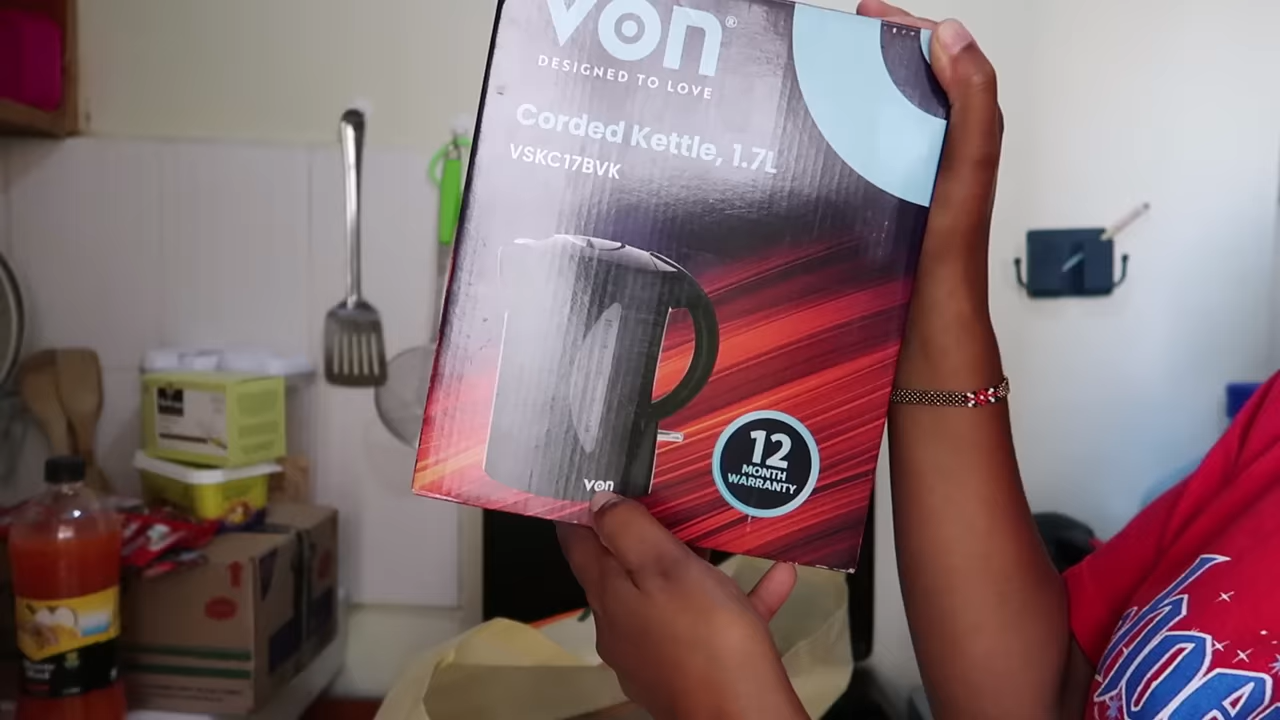 von®
DESIGNED TO LOVE
Corded Kettle, 1.7L
VSKC17BVK
von
12
MONTH
WARRANTY